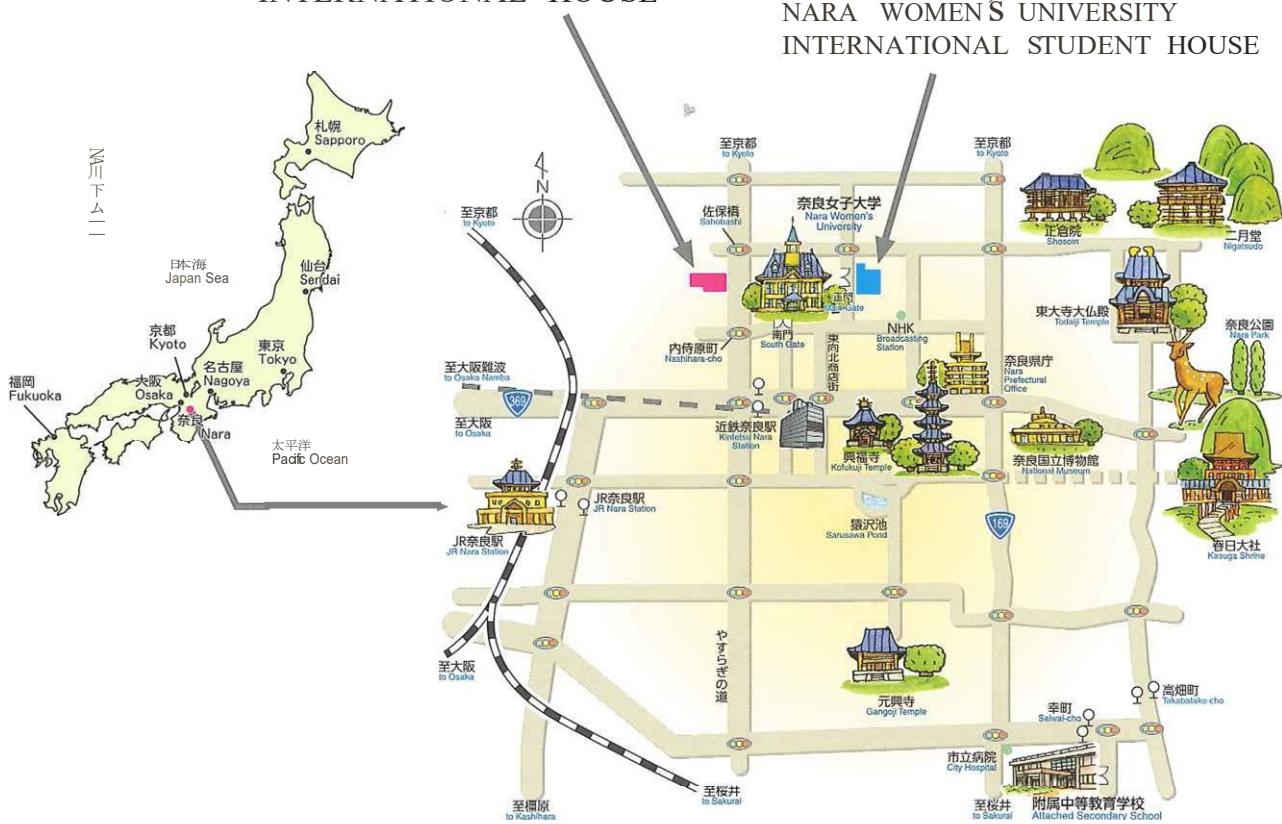 INTERNATIONAL HOUSE
NARA WOMEN'S UNIVERSITY
INTERNATIONAL STUDENT HOUSE
札幌
Sapporo
日本海
Japan Sea
仙台
Sendai
京都
Kyoto
東京
Tokyo
名古屋
Nagoya
大阪
Osaka
福岡
Fukuoka
奈良
Nara
太平洋
Pacific Ocean
N
至京都
to Kyoto
至京都
to Kyoto
至京都
to Kyoto
佐保橋
Sahobashi
奈良女子大学
Nara Women's
University
正倉院
Shosoin
二月堂
Nigatsudo
正門
Main Gate
東大寺大仏殿
Todaiji Temple
奈良公園
Nara Park
内侍原町
Nashihara-cho
南門
South Gate
東向北商店街
NHK
Broadcasting
Station
奈良県庁
Nara
Prefectural
Office
至大阪難波
to Osaka Namba
369
至大阪
to Osaka
近鉄奈良駅
Kintetsu Nara
Station
興福寺
Kofukuji Temple
奈良国立博物館
National Museum
JR奈良駅
JR Nara Station
JR奈良駅
JR Nara Station
猿沢池
Sarusawa Pond
169
春日大社
Kasuga Shrine
やすらぎの道
至大阪
to Osaka
元興寺
Gangoji Temple
高畑町
Takabatake-cho
幸町
Saiwai-cho
市立病院
City Hospital
至橿原
to Kashihara
至桜井
to Sakurai
至桜井
to Sakurai
附属中等教育学校
Attached Secondary School